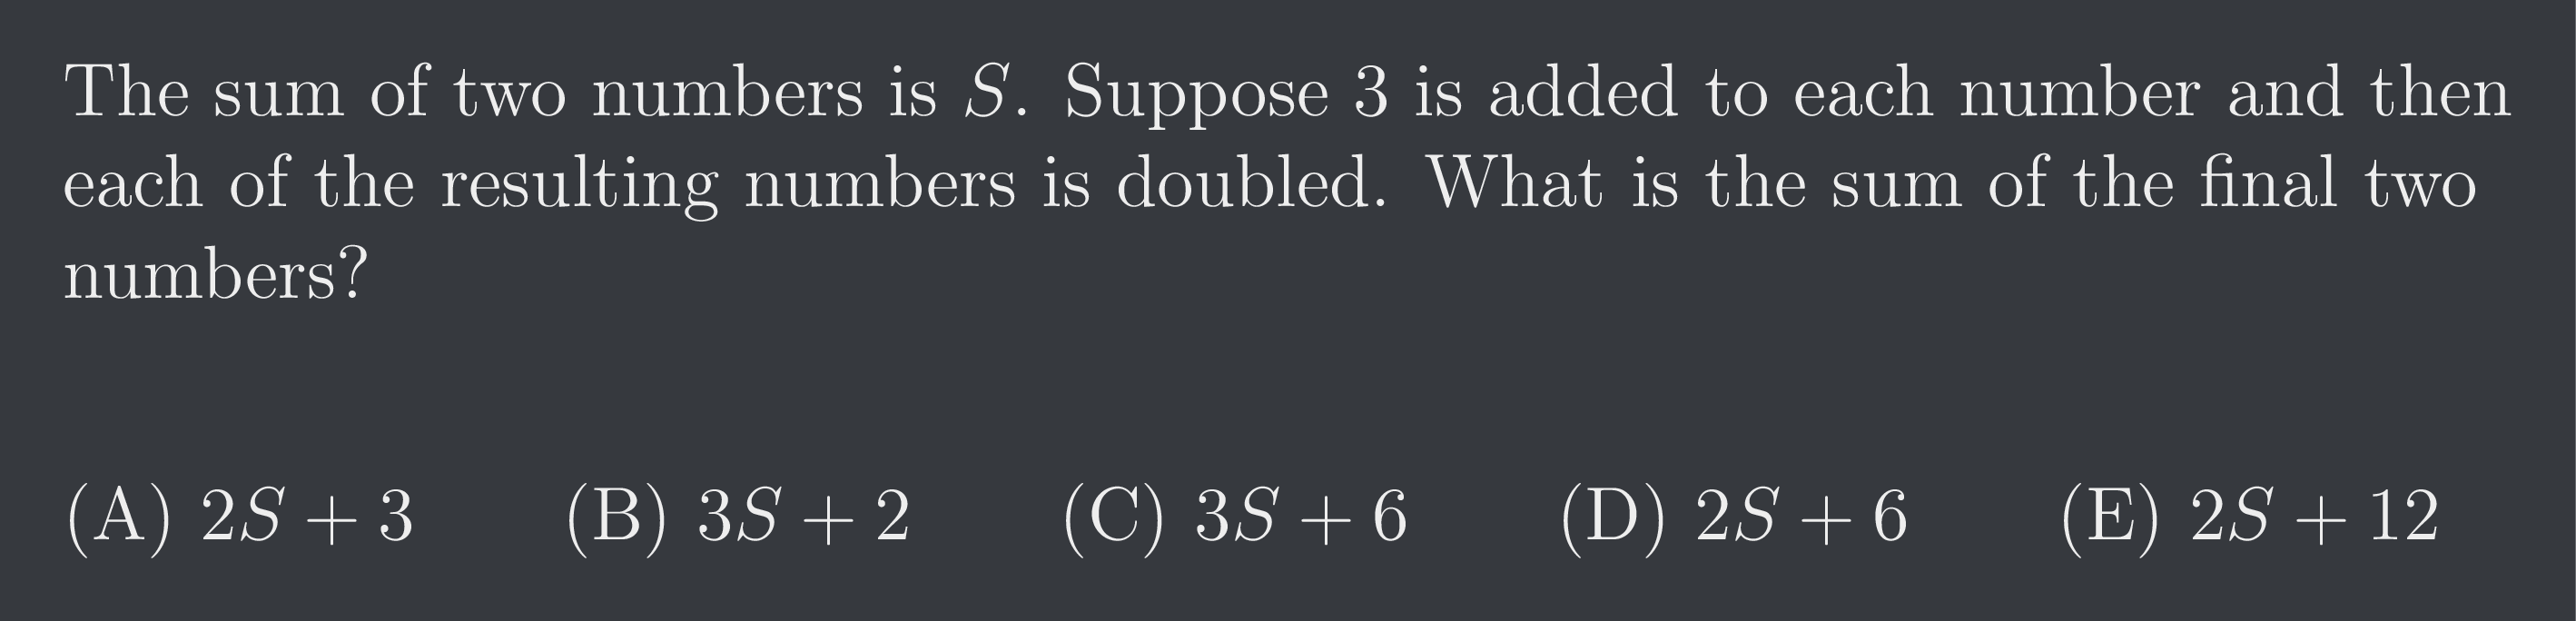 The sum of two numbers is S. Suppose 3 is added to each number and then
each of the resulting numbers is doubled. What is the sum of the final two
numbers?
(A) 2S + 3 (B) 3S + 2 (C) 3S + 6 (D) 2S + 6 (E) 2S + 12